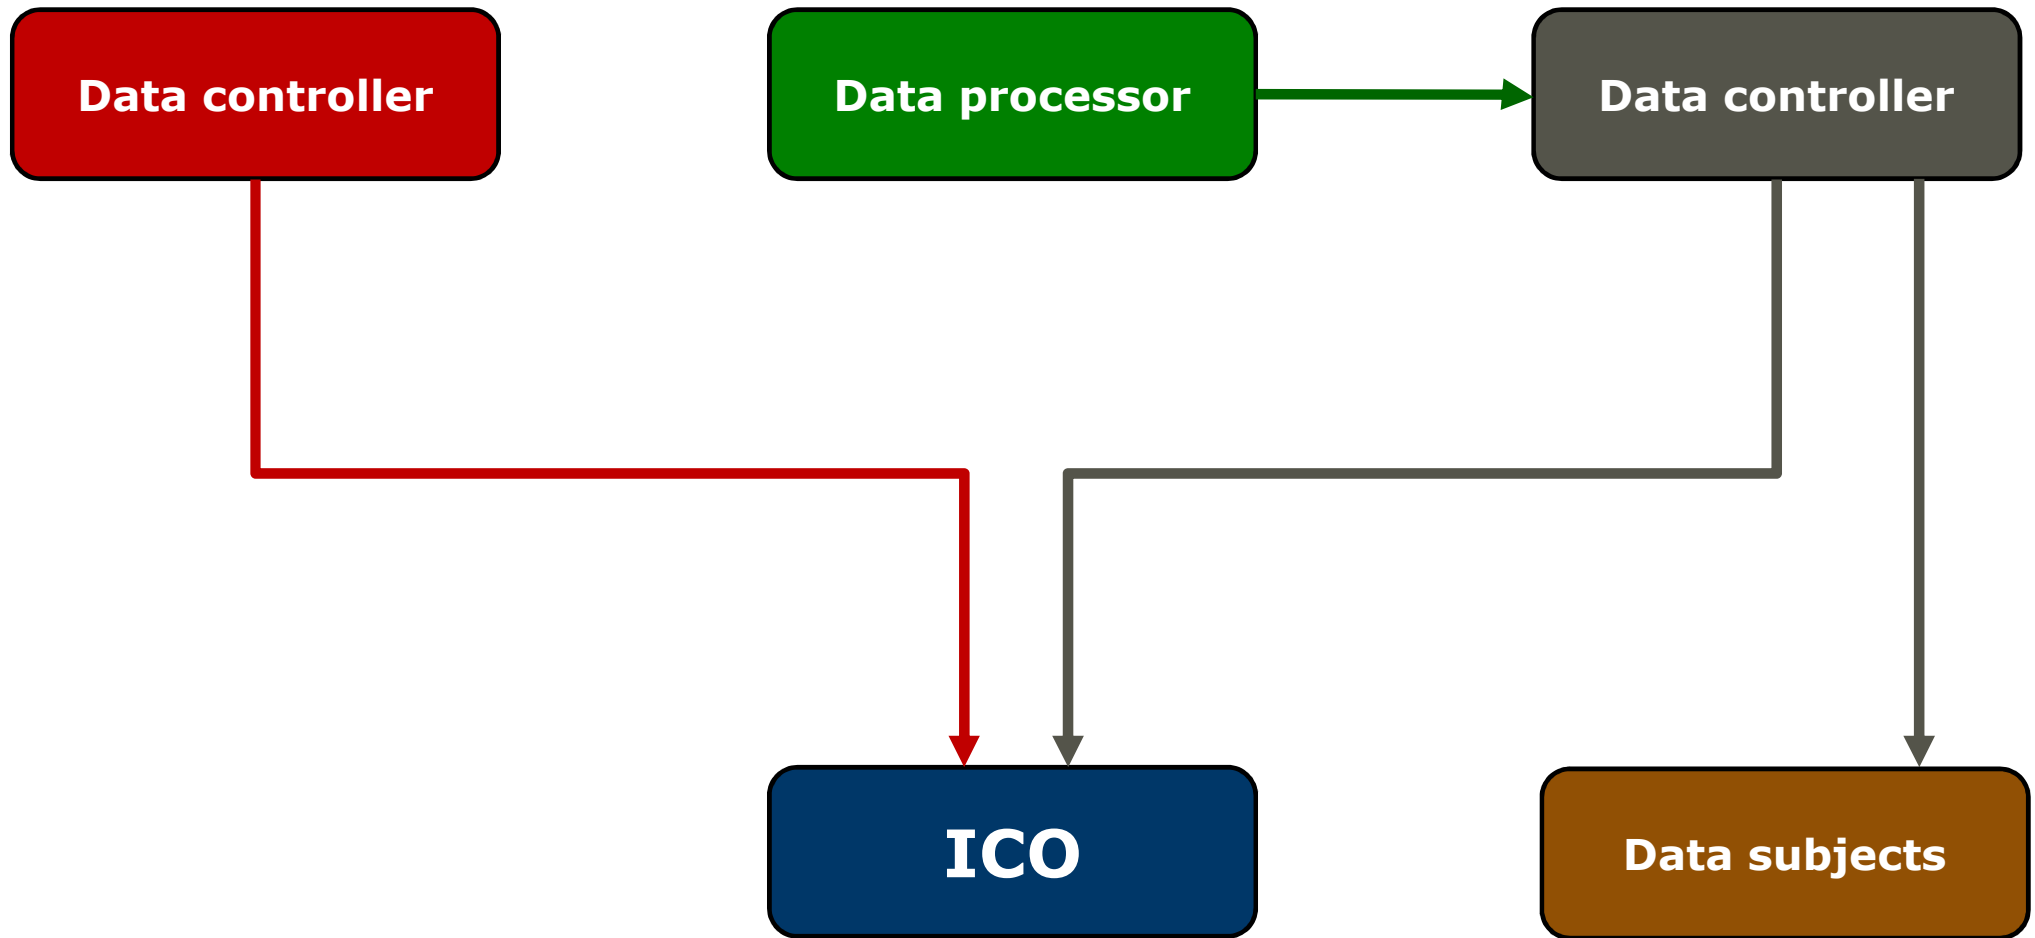 Data controller
Data processor
Data controller
ICO
Data subjects